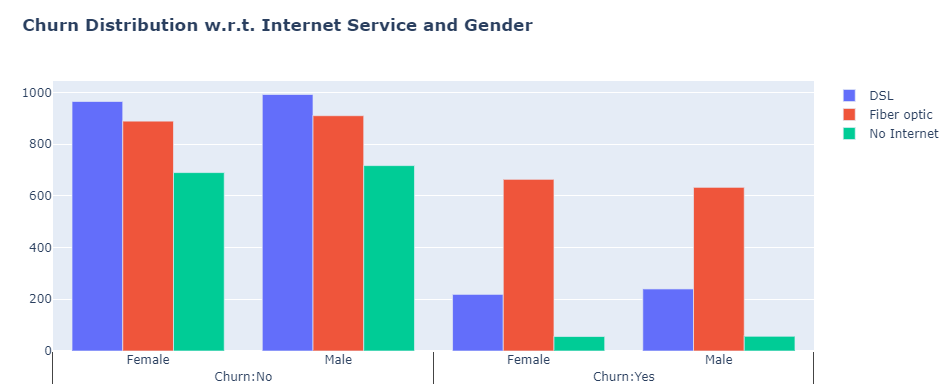 Churn Distribution w.r.t. Internet Service and Gender
1000
800
600
400
200
0
DSL
Fiber optic
No Internet
Female Male Female Male
Churn:No Churn:Yes